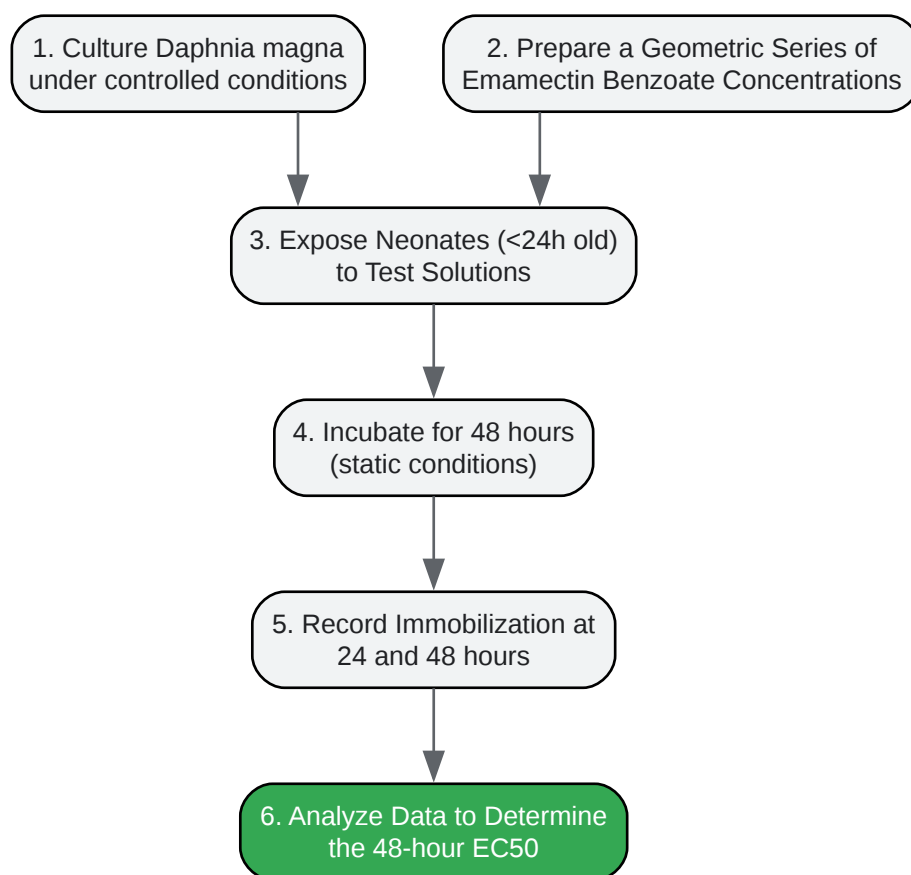 1. Culture Daphnia magna
under controlled conditions
2. Prepare a Geometric Series of
Emamectin Benzoate Concentrations
3. Expose Neonates (<24h old)
to Test Solutions
4. Incubate for 48 hours
(static conditions)
5. Record Immobilization at
24 and 48 hours
6. Analyze Data to Determine
the 48-hour EC50